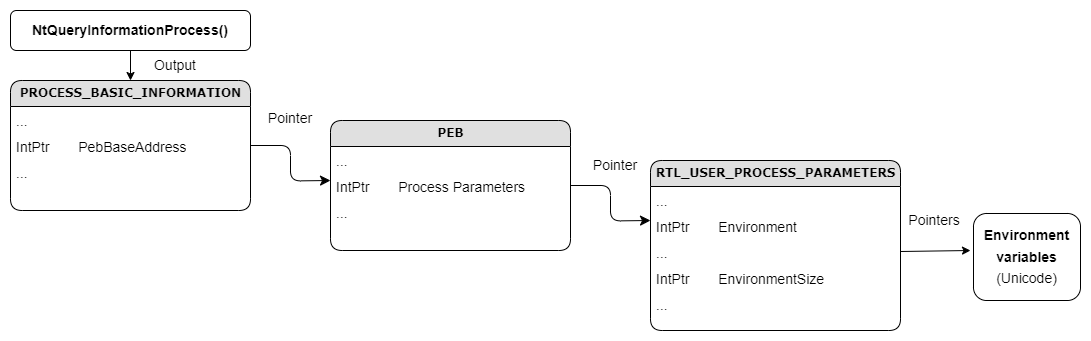 NtQueryInformationProcess()
Output
PROCESS_BASIC_INFORMATION
...
IntPtr PebBaseAddress
...
Pointer
PEB
...
IntPtr Process Parameters
...
Pointer
RTL_USER_PROCESS_PARAMETERS
...
IntPtr Environment
...
IntPtr EnvironmentSize
...
Pointers
Environment
variables
(Unicode)